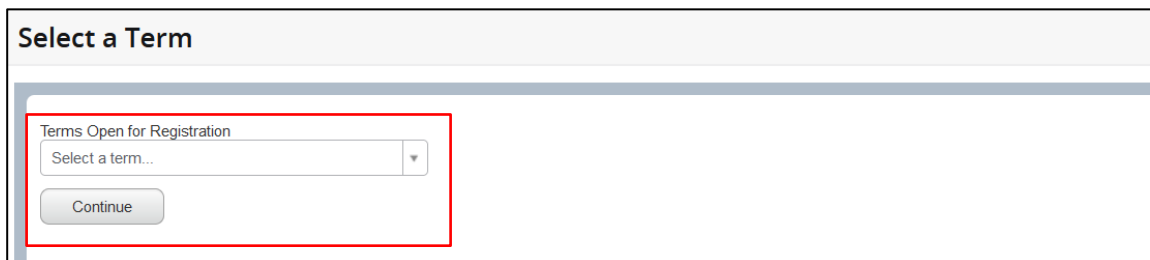 Select a Term
Terms Open for Registration
Select a term...
Continue